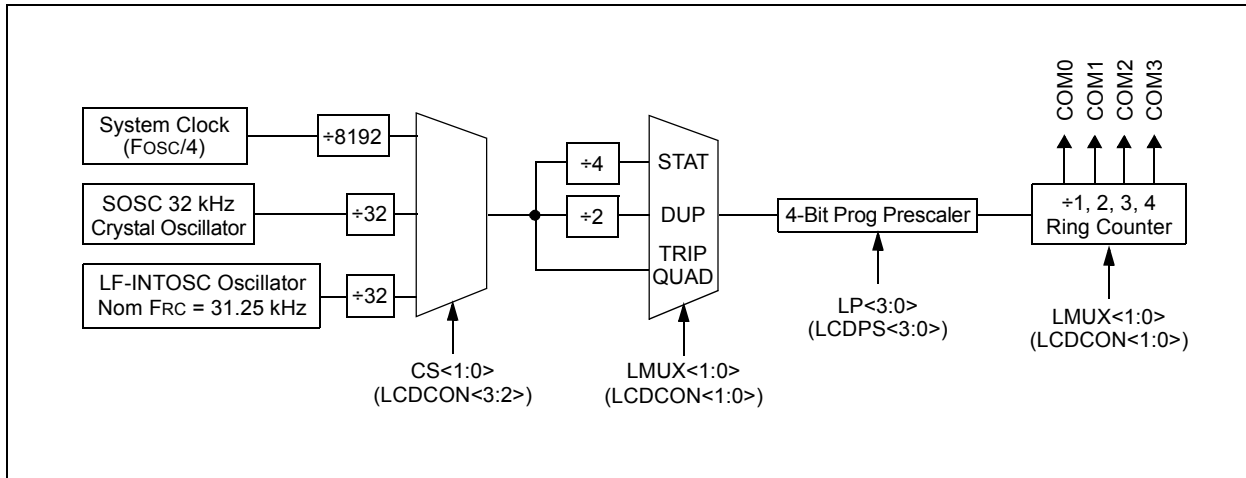 System Clock
(FOSC/4)
÷8192
SOSC 32 kHz
Crystal Oscillator
÷32
LF-INTOSC Oscillator
Nom FRC = 31.25 kHz
÷32
CS<1:0>
(LCDCON<3:2>)
÷4
÷2
STAT
DUP
TRIP
QUAD
LMUX<1:0>
(LCDCON<1:0>)
4-Bit Prog Prescaler
LP<3:0>
(LCDPS<3:0>)
COM0
COM1
COM2
COM3
÷1, 2, 3, 4
Ring Counter
LMUX<1:0>
(LCDCON<1:0>)